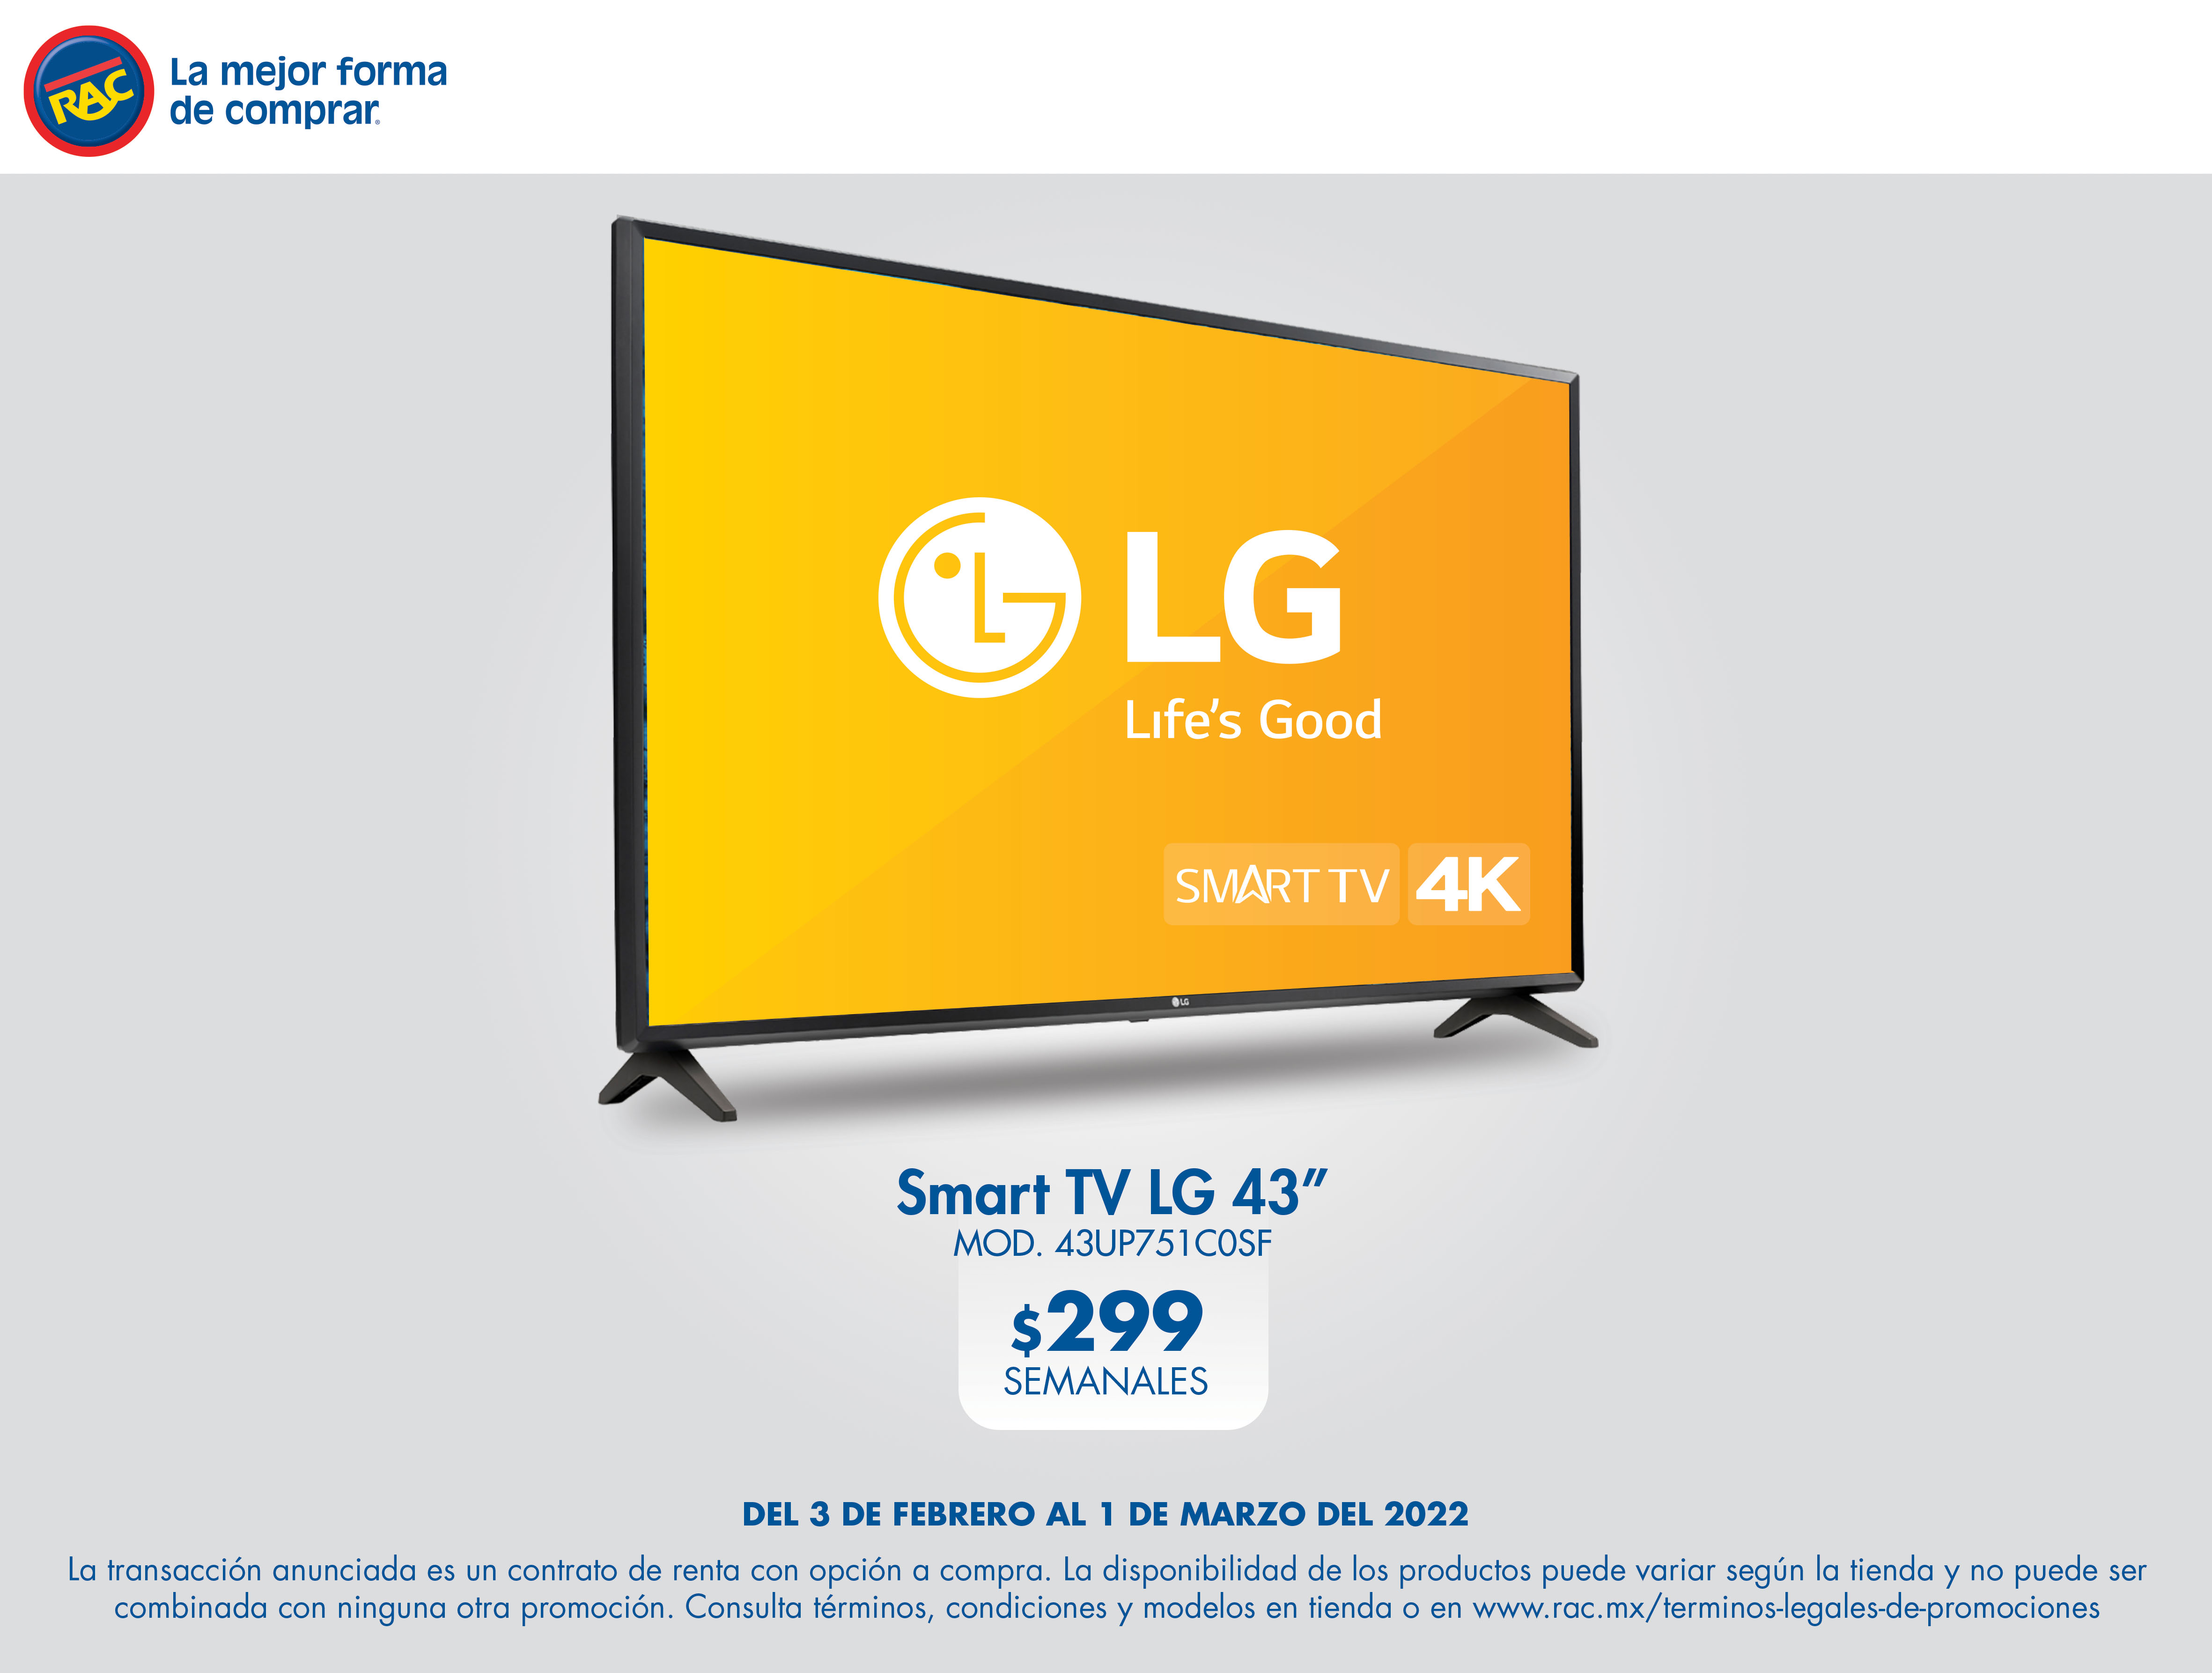 RAC
La mejor forma
de comprar®
LG
Life's Good
SMART TV 4K
LG
Smart TV LG 43”
MOD. 43UP751C0SF
$299
SEMANALES
DEL 3 DE FEBRERO AL 1 DE MARZO DEL 2022
La transacción anunciada es un contrato de renta con opción a compra. La disponibilidad de los productos puede variar según la tienda y no puede ser
combinada con ninguna otra promoción. Consulta términos, condiciones y modelos en tienda o en www.rac.mx/terminos-legales-de-promociones